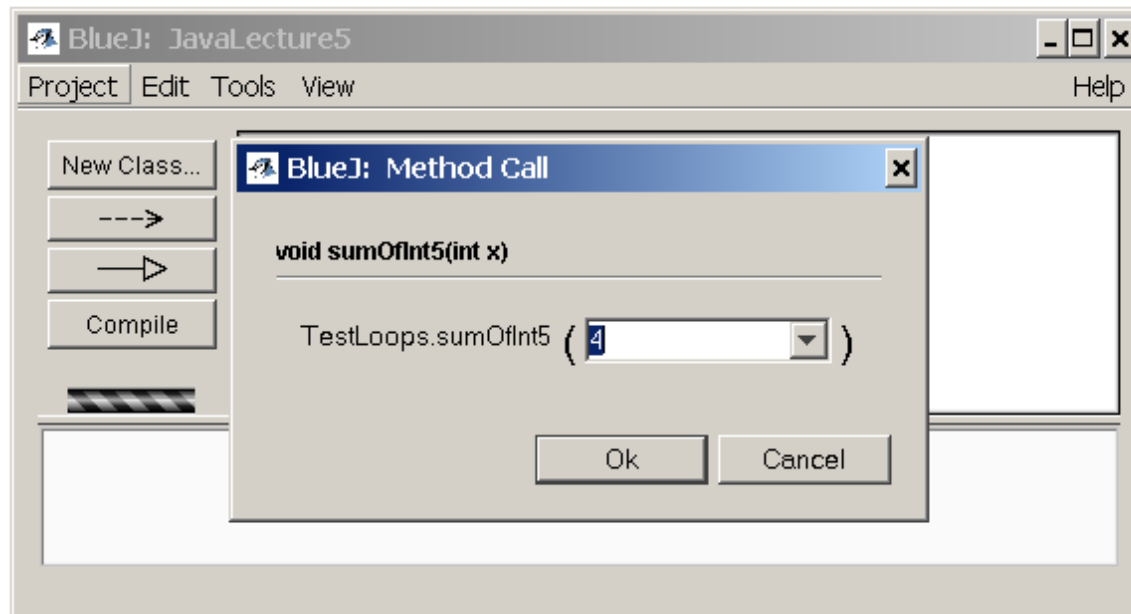 BlueJ: JavaLecture5
Project Edit Tools View Help
New Class...
BlueJ: Method Call
void sumOfInt5(int x)
TestLoops.sumOfInt5 ( 4 )
Compile
Ok Cancel